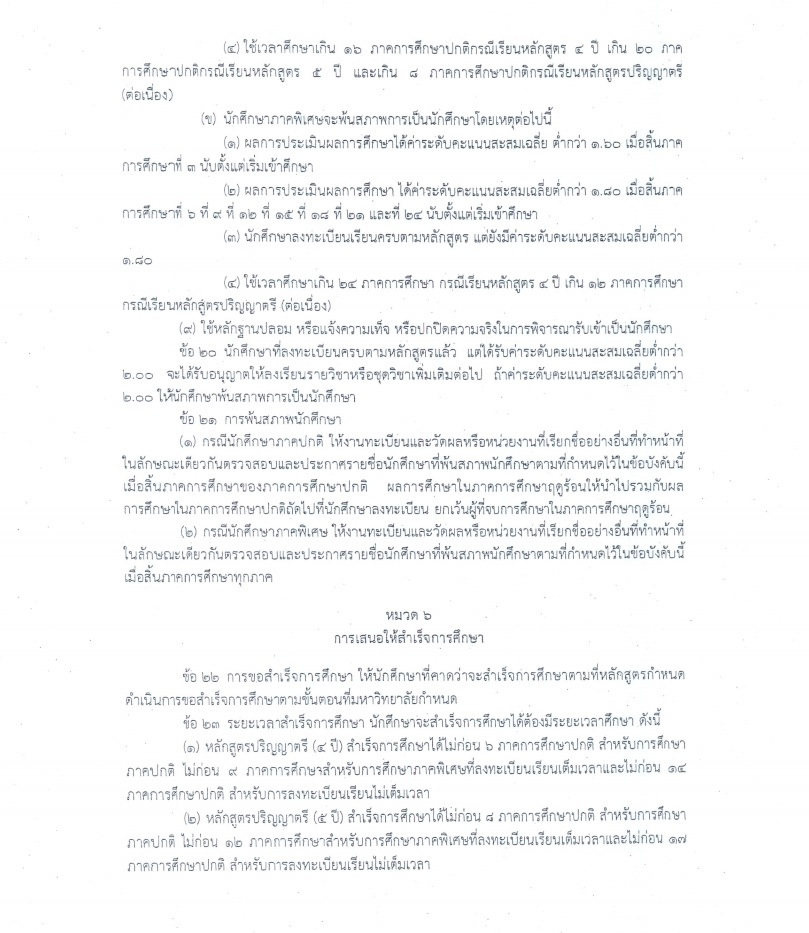 (๔) ใช้เวลาศึกษาเกิน ๑๖ ภาคการศึกษาปกติกรณีเรียนหลักสูตร ๔ ปี เกิน ๒๐ ภาค
การศึกษาปกติกรณีเรียนหลักสูตร ๕ ปี และเกิน ๘ ภาคการศึกษาปกติกรณีเรียนหลักสูตรปริญญาตรี
(ต่อเนื่อง)
(ข) นักศึกษาภาคพิเศษจะพ้นสภาพการเป็นนักศึกษาโดยเหตุต่อไปนี้
(๑) ผลการประเมินผลการศึกษาได้ค่าระดับคะแนนสะสมเฉลี่ย ต่ำกว่า ๑.๖๐ เมื่อสิ้นภาค
การศึกษาที่ ๓ นับตั้งแต่เริ่มเข้าศึกษา
(๒) ผลการประเมินผลการศึกษา ได้ค่าระดับคะแนนสะสมเฉลี่ยต่ำกว่า ๑.๘๐ เมื่อสิ้นภาค
การศึกษาที่ ๖ ที่ ๙ ที่ ๑๒ ที่ ๑๕ ที่ ๑๘ ที่ ๒๑ และที่ ๒๔ นับตั้งแต่เริ่มเข้าศึกษา
(๓) นักศึกษาลงทะเบียนเรียนครบตามหลักสูตร แต่ยังมีค่าระดับคะแนนสะสมเฉลี่ยต่ำกว่า
๑.๘๐
(๔) ใช้เวลาศึกษาเกิน ๒๔ ภาคการศึกษา กรณีเรียนหลักสูตร ๔ ปี เกิน ๑๒ ภาคการศึกษา
กรณีเรียนหลักสูตรปริญญาตรี (ต่อเนื่อง)
(๙) ใช้หลักฐานปลอม หรือแจ้งความเท็จ หรือปกปิดความจริงในการพิจารณารับเข้าเป็นนักศึกษา
ข้อ ๒๐ นักศึกษาที่ลงทะเบียนครบตามหลักสูตรแล้ว แต่ได้รับค่าระดับคะแนนสะสมเฉลี่ยต่ำกว่า
๒.๐๐ จะได้รับอนุญาตให้ลงเรียนรายวิชาหรือชุดวิชาเพิ่มเติมต่อไป ถ้าค่าระดับคะแนนสะสมเฉลี่ยต่ำกว่า
๒.๐๐ ให้นักศึกษาพ้นสภาพการเป็นนักศึกษา
ข้อ ๒๑ การพ้นสภาพนักศึกษา
(๑) กรณีนักศึกษาภาคปกติ ให้งานทะเบียนและวัดผลหรือหน่วยงานที่เรียกชื่ออย่างอื่นที่ทำหน้าที่
ในลักษณะเดียวกันตรวจสอบและประกาศรายชื่อนักศึกษาที่พ้นสภาพนักศึกษาตามที่กำหนดไว้ในข้อบังคับนี้
เมื่อสิ้นภาคการศึกษาของภาคการศึกษาปกติ ผลการศึกษาในภาคการศึกษาฤดูร้อนให้นำไปรวมกับผล
การศึกษาในภาคการศึกษาปกติถัดไปที่นักศึกษาลงทะเบียน ยกเว้นผู้ที่จบการศึกษาในภาคการศึกษาฤดูร้อน
(๒) กรณีนักศึกษาภาคพิเศษ ให้งานทะเบียนและวัดผลหรือหน่วยงานที่เรียกชื่ออย่างอื่นที่ทำหน้าที่
ในลักษณะเดียวกันตรวจสอบและประกาศรายชื่อนักศึกษาที่พ้นสภาพนักศึกษาตามที่กำหนดไว้ในข้อบังคับนี้
เมื่อสิ้นภาคการศึกษาทุกภาค
หมวด ๖
การเสนอให้สำเร็จการศึกษา
ข้อ ๒๒ การขอสำเร็จการศึกษา ให้นักศึกษาที่คาดว่าจะสำเร็จการศึกษาตามที่หลักสูตรกำหนด
ดำเนินการขอสำเร็จการศึกษาตามขั้นตอนที่มหาวิทยาลัยกำหนด
ข้อ ๒๓ ระยะเวลาสำเร็จการศึกษา นักศึกษาจะสำเร็จการศึกษาได้ต้องมีระยะเวลาศึกษา ดังนี้
(๑) หลักสูตรปริญญาตรี (๔ ปี) สำเร็จการศึกษาได้ไม่ก่อน ๖ ภาคการศึกษาปกติ สำหรับการศึกษา
ภาคปกติ ไม่ก่อน ๙ ภาคการศึกษาสำหรับการศึกษาภาคพิเศษที่ลงทะเบียนเรียนเต็มเวลาและไม่ก่อน ๑๔
ภาคการศึกษาปกติ สำหรับการลงทะเบียนเรียนไม่เต็มเวลา
(๒) หลักสูตรปริญญาตรี (๕ ปี) สำเร็จการศึกษาได้ไม่ก่อน ๘ ภาคการศึกษาปกติ สำหรับการศึกษา
ภาคปกติ ไม่ก่อน ๑๒ ภาคการศึกษาสำหรับการศึกษาภาคพิเศษที่ลงทะเบียนเรียนเต็มเวลาและไม่ก่อน ๑๗
ภาคการศึกษาปกติ สำหรับการลงทะเบียนเรียนไม่เต็มเวลา